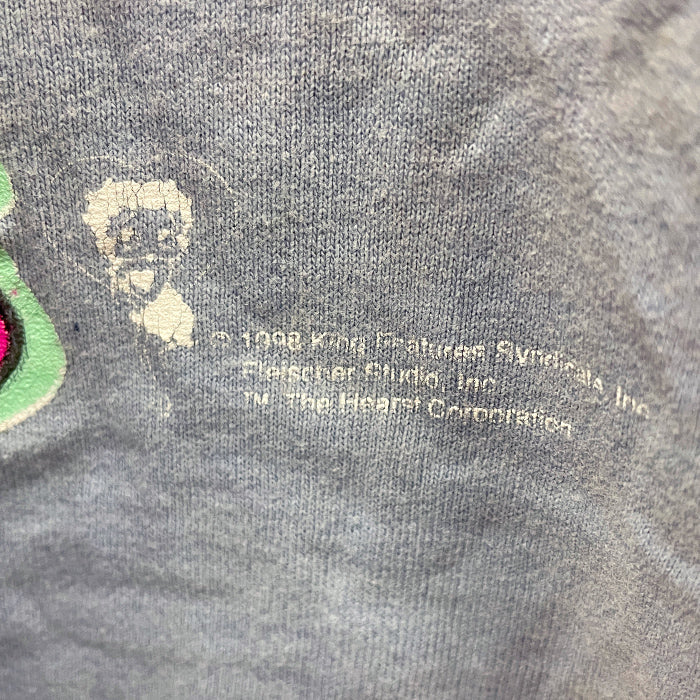 © 1998 King Features Syndicate, Inc.
Fleischer Studio, Inc.
TM. The Hearst Corporation